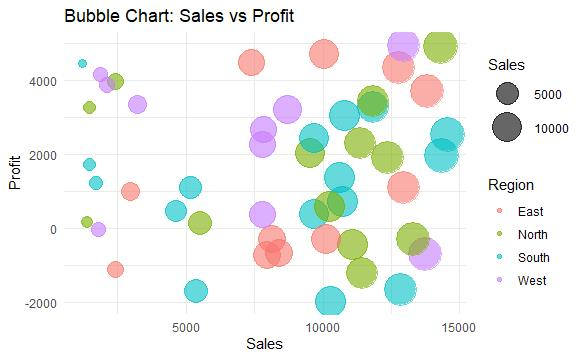 Bubble Chart: Sales vs Profit
Profit
4000
2000
0
-2000
5000
10000
15000
Sales
Sales
5000
10000
Region
East
North
South
West